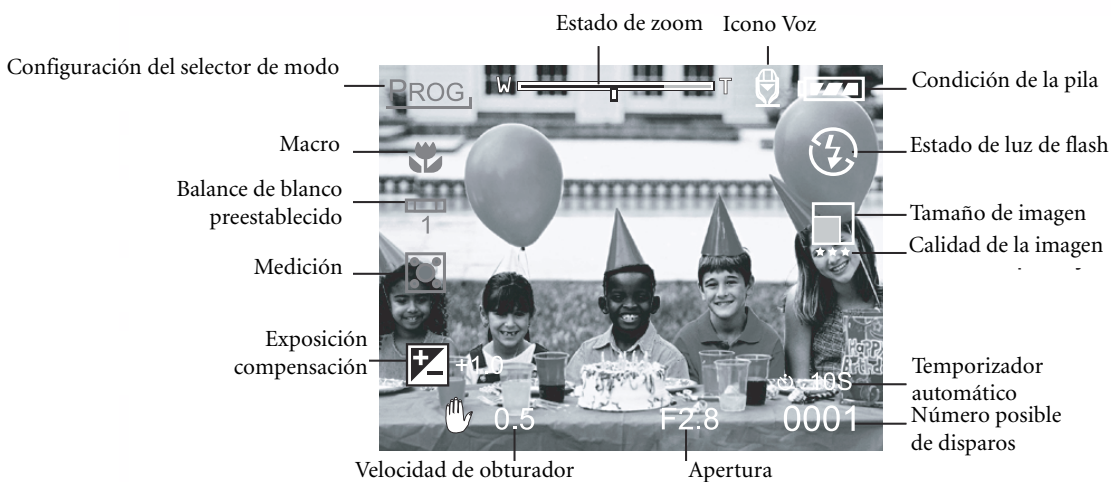 Estado de zoom
Icono Voz
Configuración del selector de modo
PROG
W
T
Condición de la pila
Macro
Estado de luz de flash
Balance de blanco
preestablecido
1
Tamaño de imagen
Calidad de la imagen
Medición
HAPPY
Birthday
Exposición
compensación
+1.0
Temporizador
automático
10S
0.5
F2.8
0001
Número posible
de disparos
Velocidad de obturador
Apertura